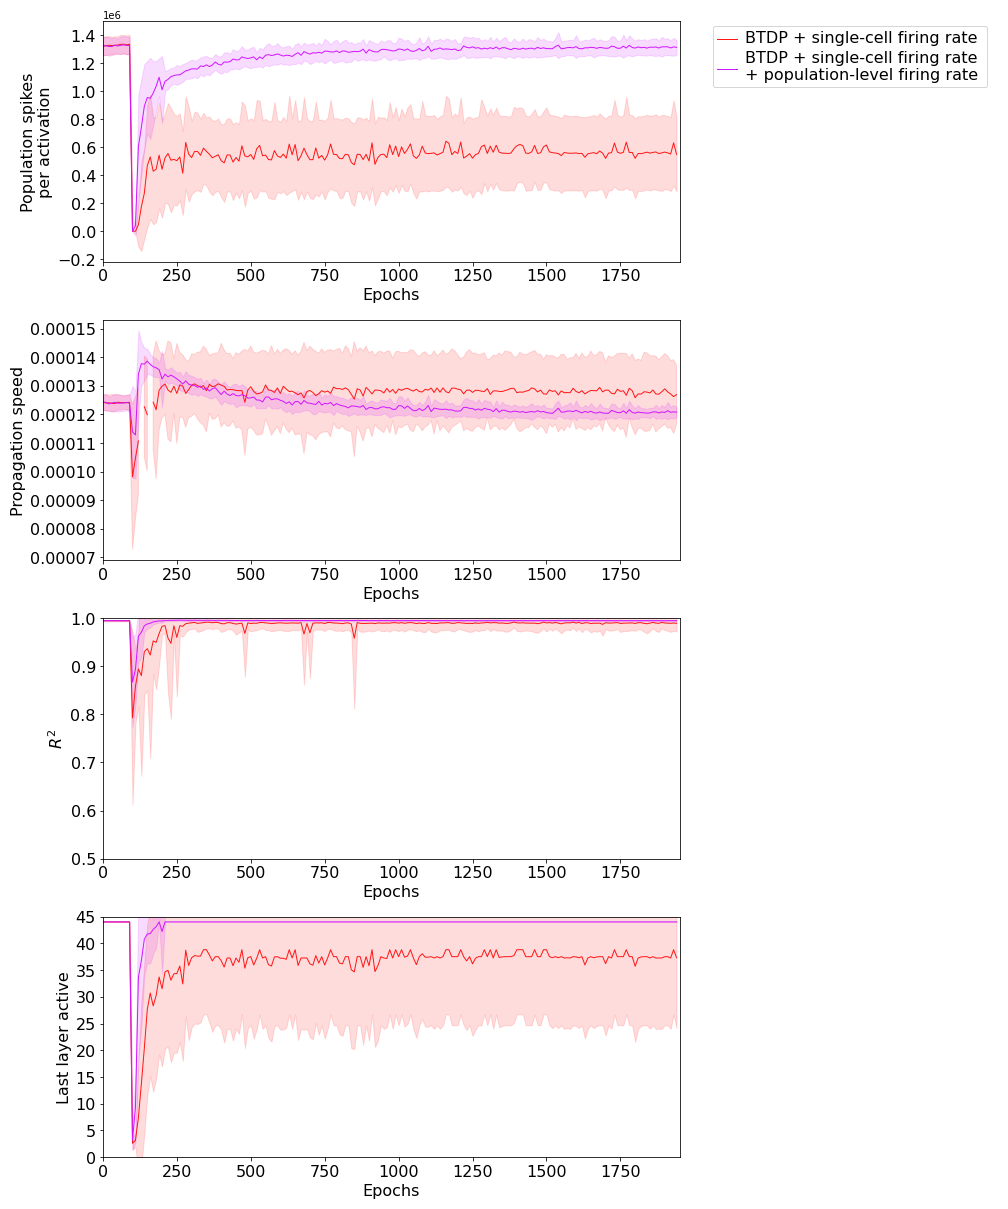 1e6
1.4
1.2
1.0
0.8
0.6
0.4
0.2
0.0
−0.2
Population spikes
per activation
0 250 500 750 1000 1250 1500 1750
Epochs
BTDP + single-cell firing rate
BTDP + single-cell firing rate
+ population-level firing rate
0.00015
0.00014
0.00013
0.00012
0.00011
0.00010
0.00009
0.00008
0.00007
Propagation speed
0 250 500 750 1000 1250 1500 1750
Epochs
1.0
0.9
0.8
0.7
0.6
0.5
R²
0 250 500 750 1000 1250 1500 1750
Epochs
45
40
35
30
25
20
15
10
5
0
Last layer active
0 250 500 750 1000 1250 1500 1750
Epochs